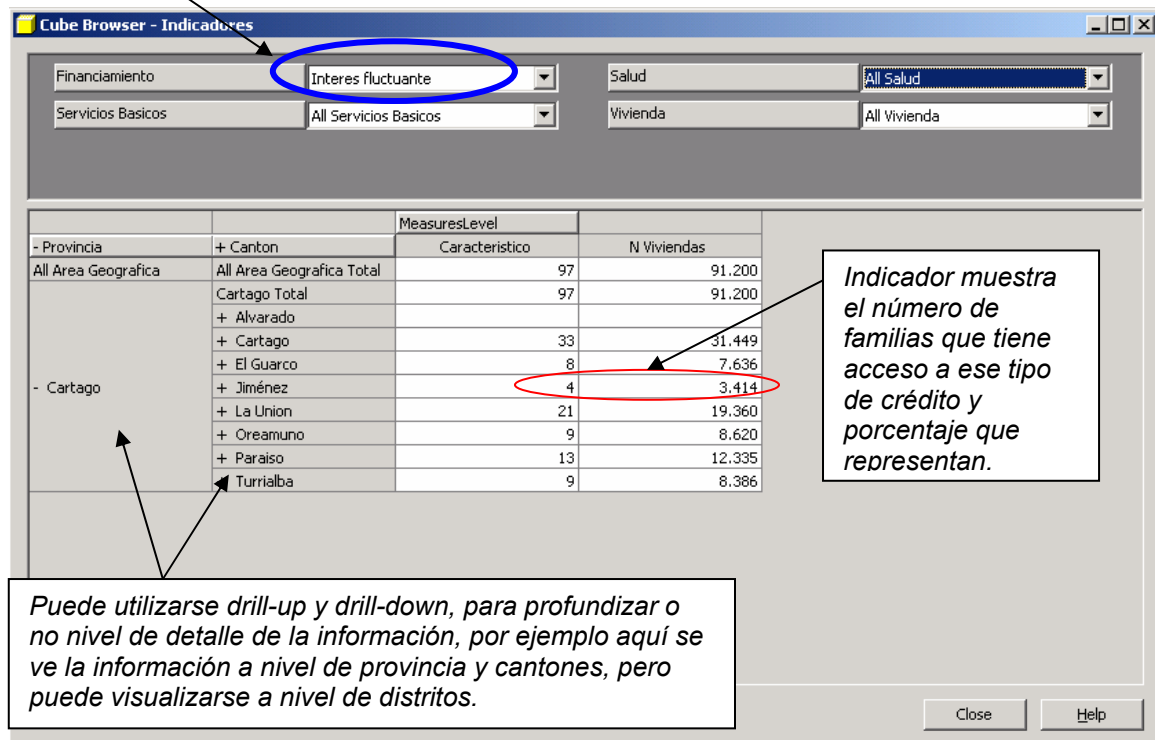 Cube Browser - Indicadores
Financiamiento Interes fluctuante Salud All Salud
Servicios Basicos All Servicios Basicos Vivienda All Vivienda
MeasuresLevel
- Provincia + Canton Caracteristico N Viviendas
All Area Geografica All Area Geografica Total 97 91.200
Cartago Total 97 91.200
+ Alvarado
+ Cartago 33 31.449
+ El Guarco 8 7.636
- Cartago + Jiménez 4 3.414
+ La Union 21 19.360
+ Oreamuno 9 8.620
+ Paraiso 13 12.335
Turrialba 9 8.386
Indicador muestra
el número de
familias que tiene
acceso a ese tipo
de crédito y
porcentaje que
representan.
Puede utilizarse drill-up y drill-down, para profundizar o
no nivel de detalle de la información, por ejemplo aquí se
ve la información a nivel de provincia y cantones, pero
puede visualizarse a nivel de distritos.
Close Help